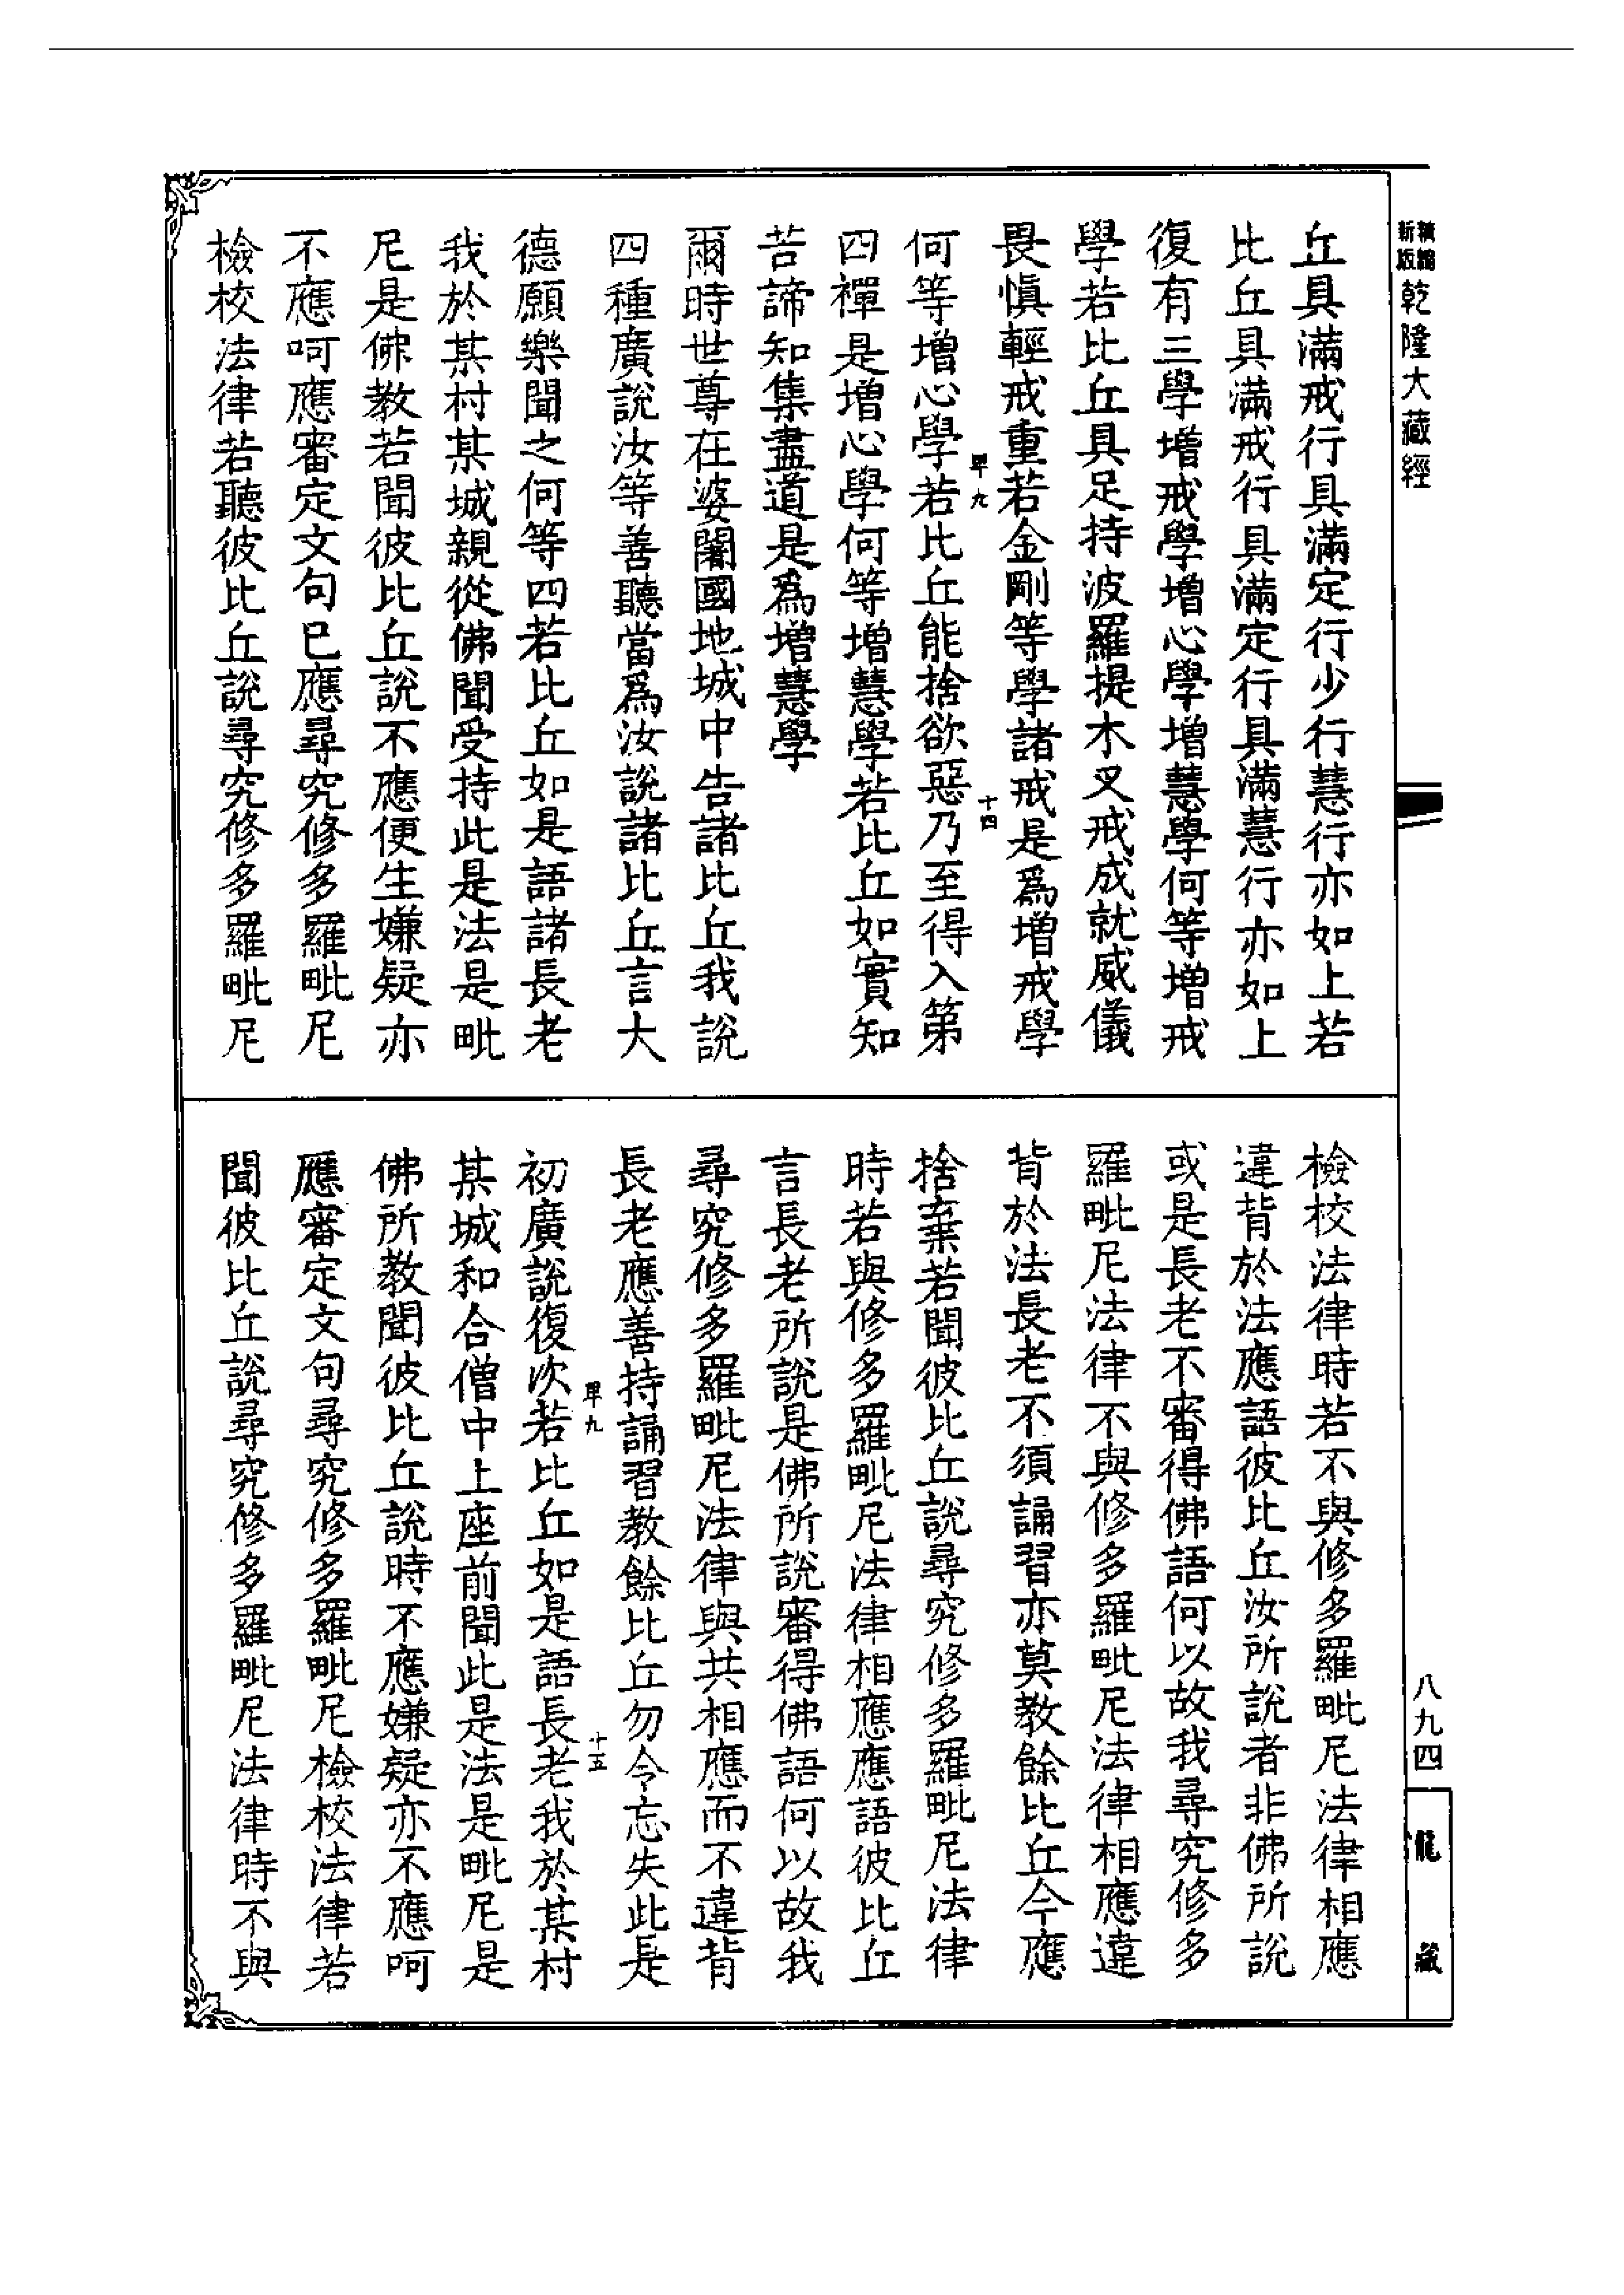 新版
精縮
乾隆大藏經
丘具滿戒行具滿定行少行慧行亦如上若
比丘具滿戒行具滿定行具滿慧行亦如上
復有三學增戒學增心學增慧學何等增戒
學若比丘具足持波羅提木叉戒成就威儀
畏慎輕戒重若金剛等學諸戒是為增戒學
十四
何等增心學若比丘能捨欲惡乃至得入第
四禪是增心學何等增慧學若比丘如實知
苦諦知集盡道是為增慧學
爾時世尊在婆闍國地城中告諸比丘我說
四種廣說汝等善聽當為汝說諸比丘言大
德願樂聞之何等四若比丘如是語諸長老
我於某村某城親從佛聞受持此是法是毗
尼是佛教若聞彼比丘說不應便生嫌疑亦
不應呵應審定文句已應尋究修多羅毗尼
檢校法律若聽彼比丘說尋究修多羅毗尼
檢校法律時若不與修多羅毗尼法律相應
違背於法應語彼比丘汝所說者非佛所說
或是長老不審得佛語何以故我尋究修多
羅毗尼法律不與修多羅毗尼法律相應違
背於法長老不須誦習亦莫教餘比丘今應
捨棄若聞彼比丘說尋究修多羅毗尼法律
時若與修多羅毗尼法律相應應語彼比丘
言長老所說是佛所說審得佛語何以故我
尋究修多羅毗尼法律與共相應而不違背
長老應善持誦習教餘比丘勿令忘失此是
十五
初廣說復次若比丘如是語長老我於某村
某城和合僧中上座前聞此是法是毗尼是
佛所教聞彼比丘說時不應嫌疑亦不應呵
應審定文句尋究修多羅毗尼檢校法律若
聞彼比丘說尋究修多羅毗尼法律時不與
八九四
龍藏